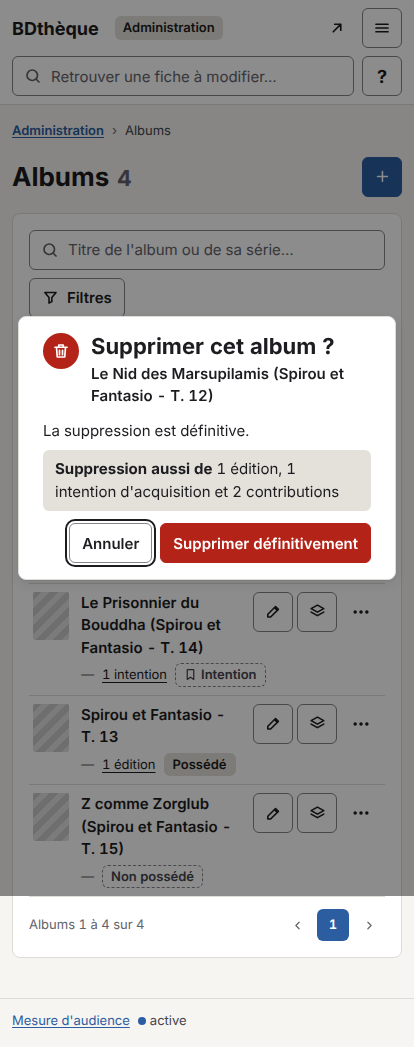 BDthèque Administration
Retrouver une fiche à modifier... ?
Administration › Albums
Albums 4
+
Titre de l'album ou de sa série...
Filtres
Supprimer cet album ?
Le Nid des Marsupilamis (Spirou et
Fantasio - T. 12)
La suppression est définitive.
Suppression aussi de 1 édition, 1
intention d'acquisition et 2 contributions
Annuler Supprimer définitivement
Le Prisonnier du
Bouddha (Spirou et
Fantasio - T. 14)
— 1 intention Intention
Spirou et Fantasio -
T. 13
— 1 édition Possédé
Z comme Zorglub
(Spirou et Fantasio -
T. 15)
— Non possédé
Albums 1 à 4 sur 4 ‹ 1 ›
Mesure d'audience active